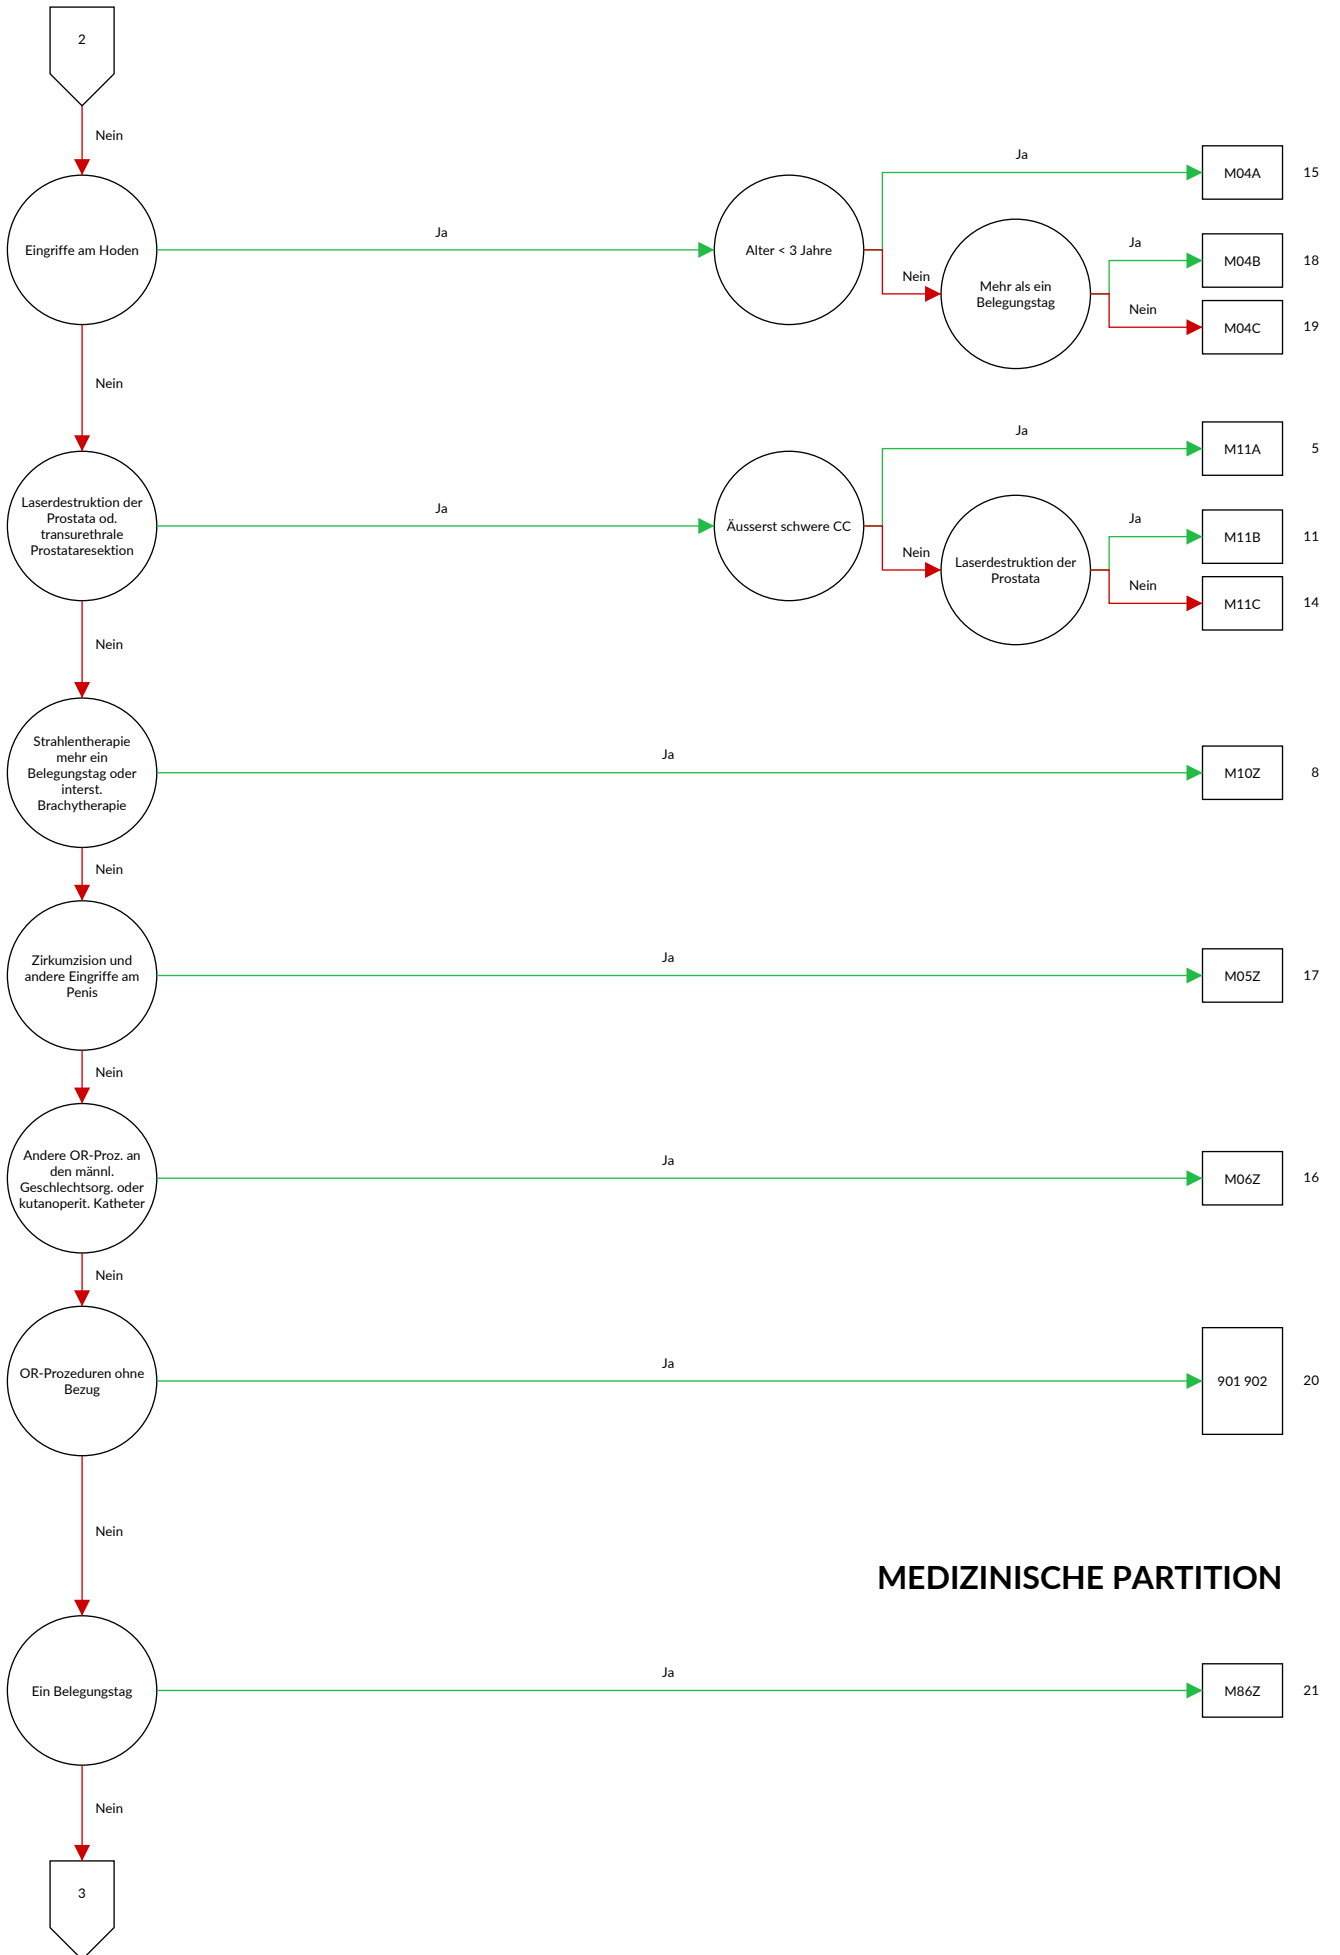 2
Nein
Eingriffe am Hoden
Ja
Alter < 3 Jahre
Ja
M04A
15
Nein
Mehr als ein
Belegungstag
Ja
M04B
18
Nein
M04C
19
Nein
Laserdestruktion der
Prostata od.
transurethrale
Prostataresektion
Ja
Äusserst schwere CC
Ja
M11A
5
Nein
Laserdestruktion der
Prostata
Ja
M11B
11
Nein
M11C
14
Nein
Strahlentherapie
mehr ein
Belegungstag oder
interst.
Brachytherapie
Ja
M10Z
8
Nein
Zirkumzision und
andere Eingriffe am
Penis
Ja
M05Z
17
Nein
Andere OR-Proz. an
den männl.
Geschlechtsorg. oder
kutanoperit. Katheter
Ja
M06Z
16
Nein
OR-Prozeduren ohne
Bezug
Ja
901 902
20
Nein
MEDIZINISCHE PARTITION
Ein Belegungstag
Ja
M86Z
21
Nein
3